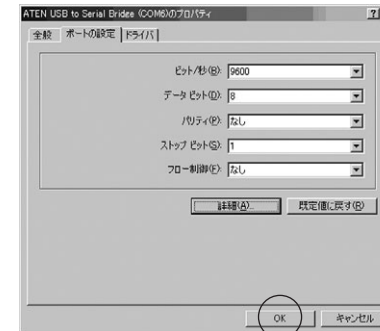 ATEN USB to Serial Bridge (COM6)のプロパティ
?
全般 ポートの設定 ドライバ
ビット/秒(B): 9600
データ ビット(D): 8
パリティ(P): なし
ストップ ビット(S): 1
フロー制御(F): なし
詳細(A)... 既定値に戻す(R)
OK キャンセル